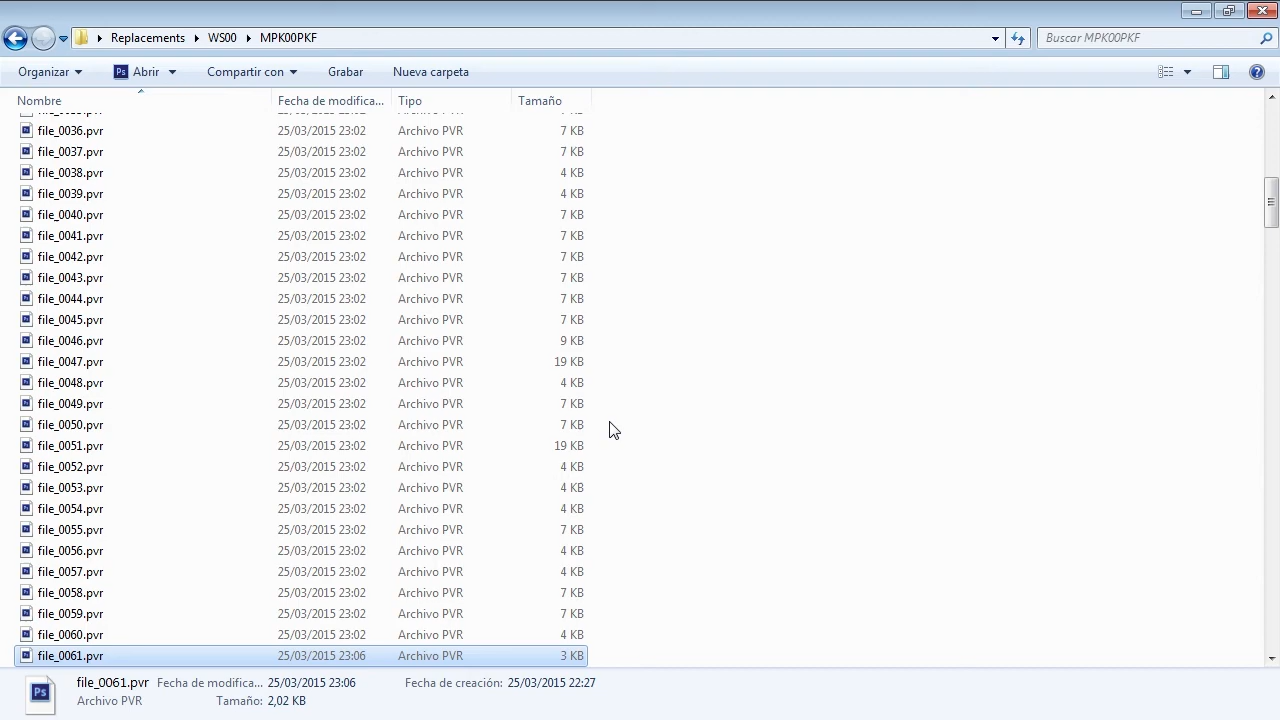 Replacements WS00 MPK00PKF Buscar MPK00PKF
Organizar Ps Abrir Compartir con Grabar Nueva carpeta
Nombre Fecha de modifica... Tipo Tamaño
file_0036.pvr 25/03/2015 23:02 Archivo PVR 7 KB
file_0037.pvr 25/03/2015 23:02 Archivo PVR 7 KB
file_0038.pvr 25/03/2015 23:02 Archivo PVR 4 KB
file_0039.pvr 25/03/2015 23:02 Archivo PVR 4 KB
file_0040.pvr 25/03/2015 23:02 Archivo PVR 7 KB
file_0041.pvr 25/03/2015 23:02 Archivo PVR 7 KB
file_0042.pvr 25/03/2015 23:02 Archivo PVR 7 KB
file_0043.pvr 25/03/2015 23:02 Archivo PVR 7 KB
file_0044.pvr 25/03/2015 23:02 Archivo PVR 7 KB
file_0045.pvr 25/03/2015 23:02 Archivo PVR 7 KB
file_0046.pvr 25/03/2015 23:02 Archivo PVR 9 KB
file_0047.pvr 25/03/2015 23:02 Archivo PVR 19 KB
file_0048.pvr 25/03/2015 23:02 Archivo PVR 4 KB
file_0049.pvr 25/03/2015 23:02 Archivo PVR 7 KB
file_0050.pvr 25/03/2015 23:02 Archivo PVR 7 KB
file_0051.pvr 25/03/2015 23:02 Archivo PVR 19 KB
file_0052.pvr 25/03/2015 23:02 Archivo PVR 4 KB
file_0053.pvr 25/03/2015 23:02 Archivo PVR 4 KB
file_0054.pvr 25/03/2015 23:02 Archivo PVR 4 KB
file_0055.pvr 25/03/2015 23:02 Archivo PVR 7 KB
file_0056.pvr 25/03/2015 23:02 Archivo PVR 4 KB
file_0057.pvr 25/03/2015 23:02 Archivo PVR 4 KB
file_0058.pvr 25/03/2015 23:02 Archivo PVR 7 KB
file_0059.pvr 25/03/2015 23:02 Archivo PVR 7 KB
file_0060.pvr 25/03/2015 23:02 Archivo PVR 4 KB
file_0061.pvr 25/03/2015 23:06 Archivo PVR 3 KB
file_0061.pvr Fecha de modifica... 25/03/2015 23:06 Fecha de creación: 25/03/2015 22:27
Ps Archivo PVR Tamaño: 2,02 KB